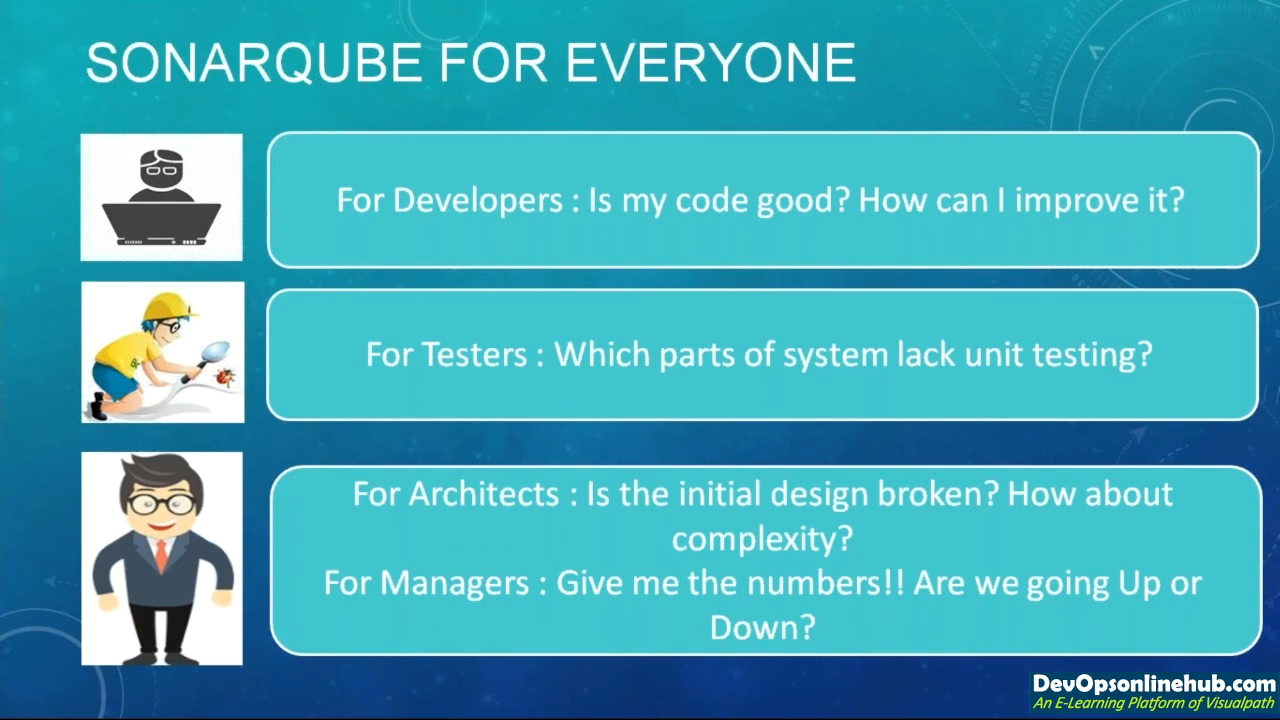 SONARQUBE FOR EVERYONE
For Developers : Is my code good? How can I improve it?
For Testers : Which parts of system lack unit testing?
For Architects : Is the initial design broken? How about
complexity?
For Managers : Give me the numbers!! Are we going Up or
Down?
DevOpsonlinehub.com
An E-Learning Platform of Visualpath